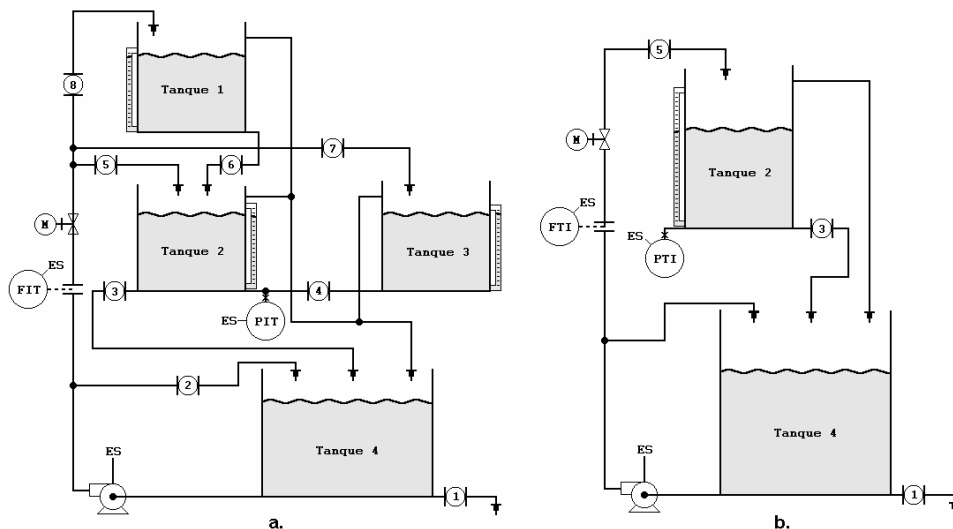 8
Tanque 1
5
6
7
M
ES
FIT
Tanque 2
Tanque 3
3
4
ES
PIT
2
Tanque 4
ES
1
a.
5
M
ES
FTI
Tanque 2
ES
PTI
3
Tanque 4
ES
1
b.